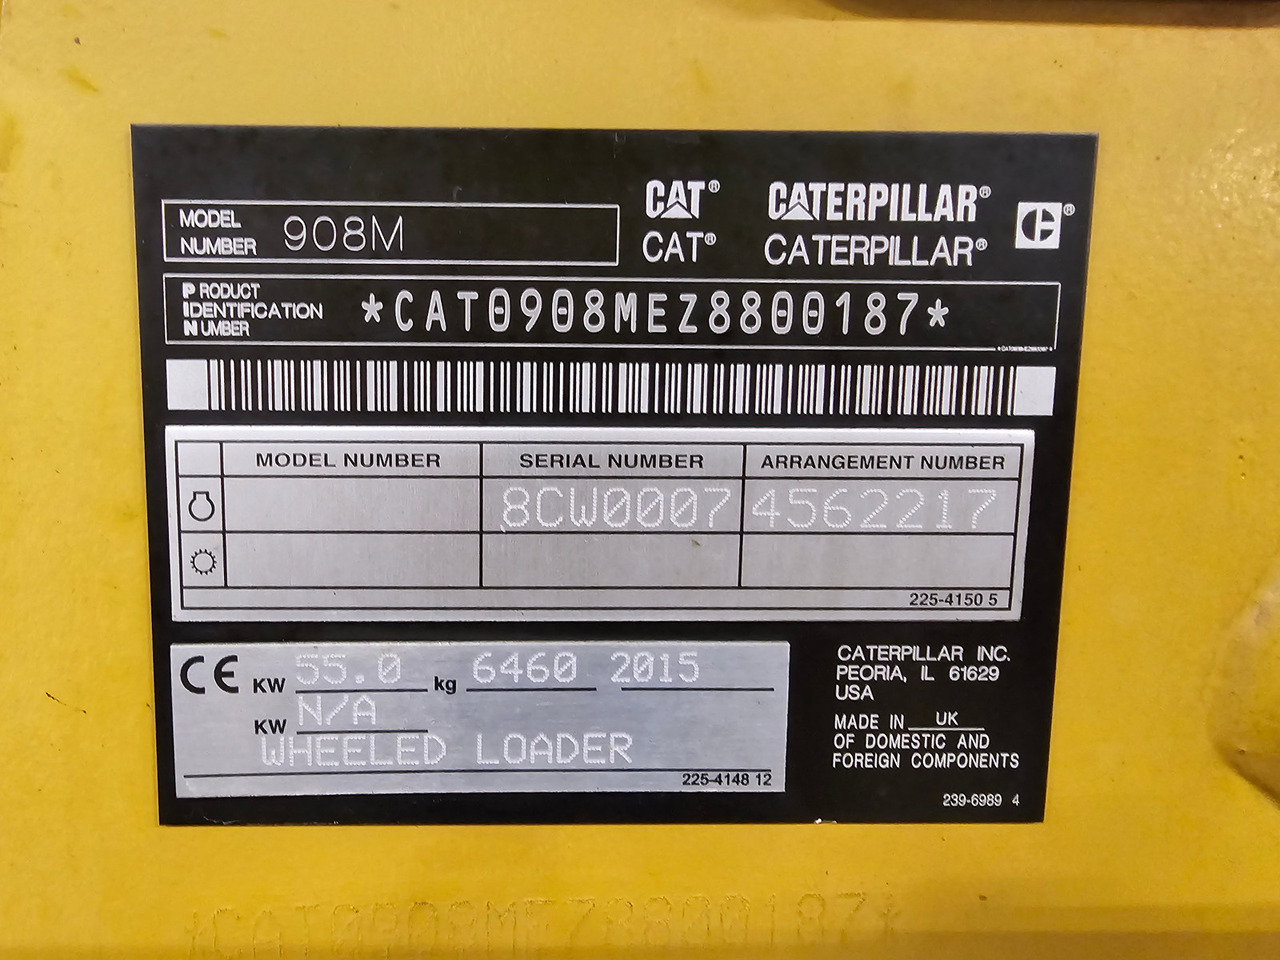 MODEL NUMBER 908M
CAT® CATERPILLAR®
CAT® CATERPILLAR®
PRODUCT IDENTIFICATION NUMBER *CAT0908MEZ8800187*
MODEL NUMBER SERIAL NUMBER ARRANGEMENT NUMBER
8CW0007 4562217
225-4150 5
CE KW 55.0 kg 6460 2015
KW N/A
WHEELED LOADER
225-4148 12
CATERPILLAR INC.
PEORIA, IL 61629
USA
MADE IN UK
OF DOMESTIC AND
FOREIGN COMPONENTS
239-6989 4
*CAT0908MEZ8800187*